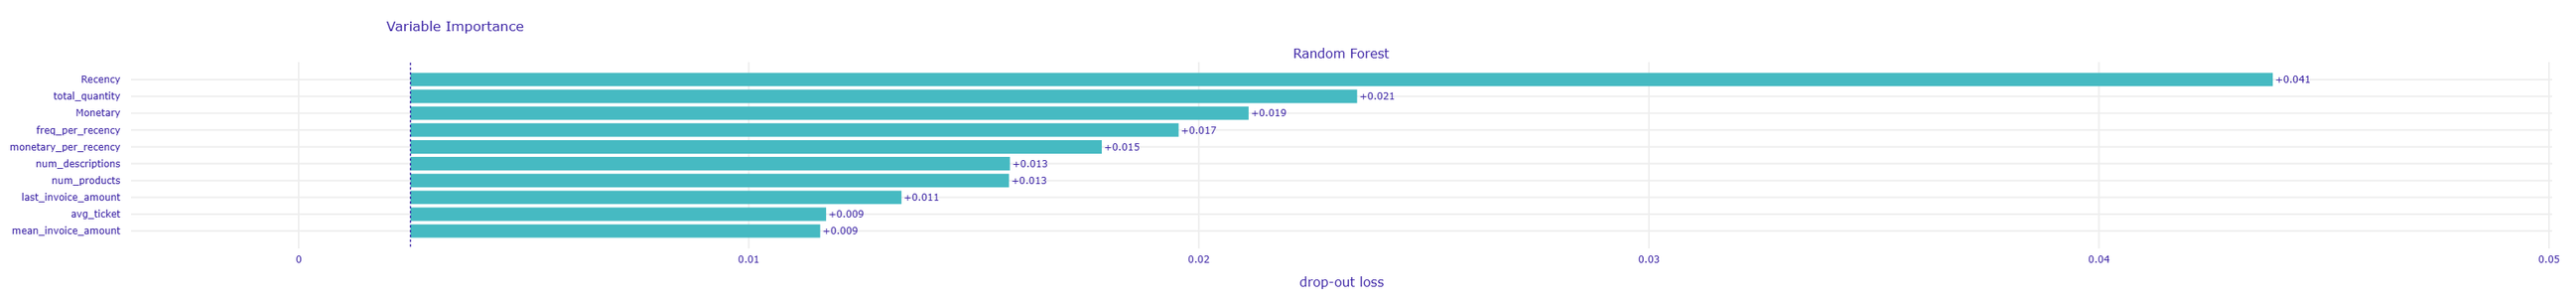 Variable Importance
Random Forest
Recency +0.041
total_quantity +0.021
Monetary +0.019
freq_per_recency +0.017
monetary_per_recency +0.015
num_descriptions +0.013
num_products +0.013
last_invoice_amount +0.011
avg_ticket +0.009
mean_invoice_amount +0.009
0 0.01 0.02 0.03 0.04 0.05
drop-out loss